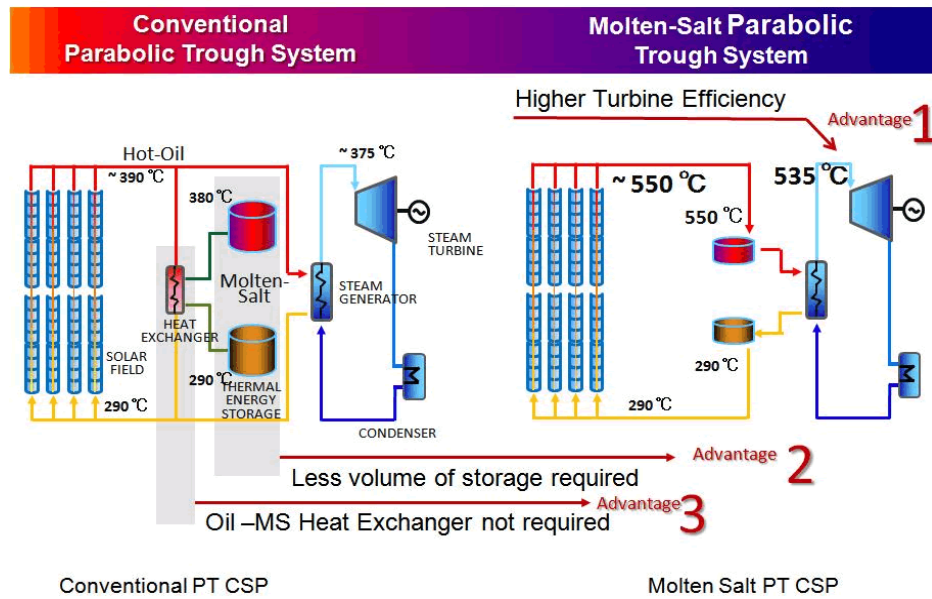 Conventional
Parabolic Trough System
Molten-Salt Parabolic
Trough System
Higher Turbine Efficiency
Advantage 1
Hot-Oil
~ 390 ℃
380 ℃
Molten-
Salt
HEAT
EXCHANGER
SOLAR
FIELD
290 ℃
290 ℃
THERMAL
ENERGY
STORAGE
~ 375 ℃
STEAM
TURBINE
STEAM
GENERATOR
CONDENSER
~ 550 ℃
550 ℃
535 ℃
290 ℃
290 ℃
Less volume of storage required
Advantage 2
Oil –MS Heat Exchanger not required
Advantage 3
Conventional PT CSP
Molten Salt PT CSP